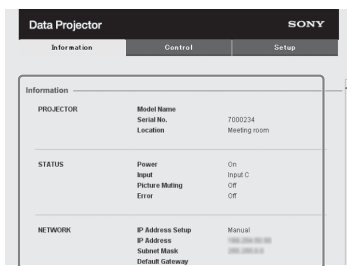 Data Projector SONY
Information Control Setup
Information
PROJECTOR Model Name
Serial No. 7000234
Location Meeting room
STATUS Power On
Input Input C
Picture Muting Off
Error Off
NETWORK IP Address Setup Manual
IP Address
Subnet Mask
Default Gateway